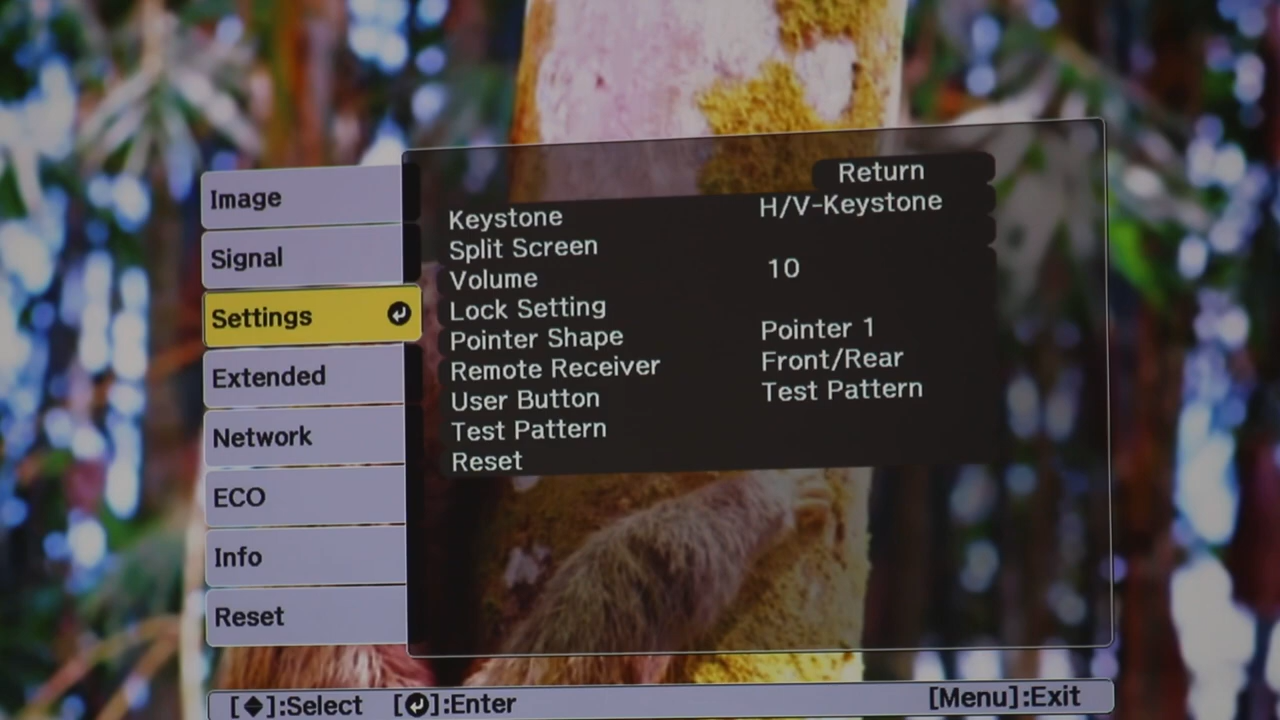 Image
Signal
Settings
Extended
Network
ECO
Info
Reset
Return
Keystone H/V-Keystone
Split Screen
Volume 10
Lock Setting
Pointer Shape Pointer 1
Remote Receiver Front/Rear
User Button Test Pattern
Test Pattern
Reset
[◆]:Select [↵]:Enter [Menu]:Exit